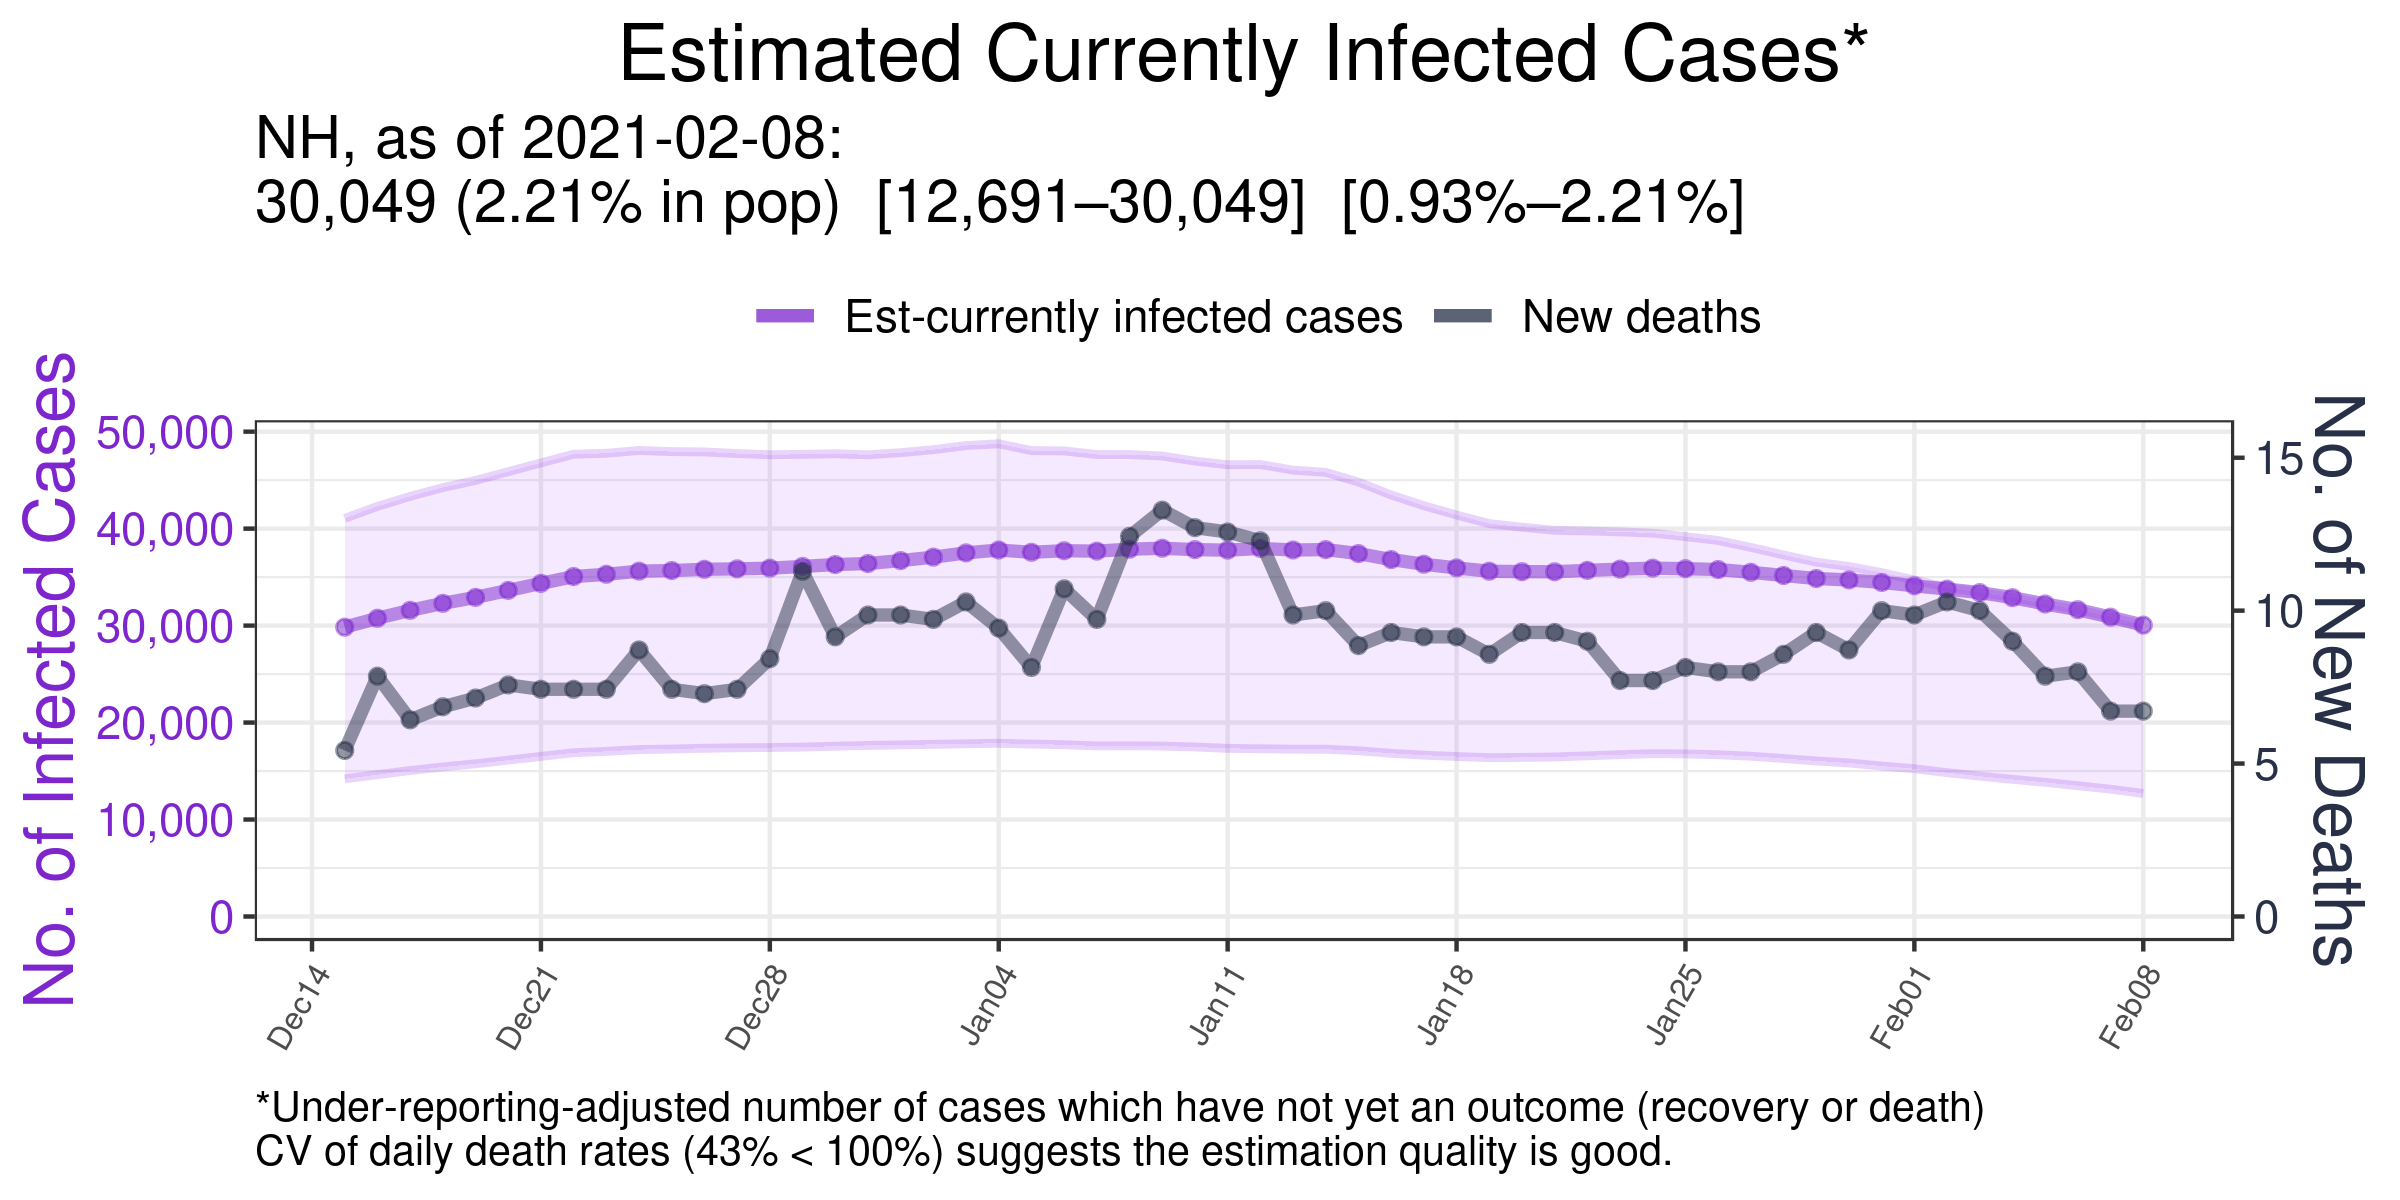 Estimated Currently Infected Cases*
NH, as of 2021-02-08:
30,049 (2.21% in pop)  [12,691–30,049]  [0.93%–2.21%]
Est-currently infected cases
New deaths
No. of Infected Cases
50,000
40,000
30,000
20,000
10,000
0
15
10
5
0
No. of New Deaths
Dec14
Dec21
Dec28
Jan04
Jan11
Jan18
Jan25
Feb01
Feb08
*Under-reporting-adjusted number of cases which have not yet an outcome (recovery or death)
CV of daily death rates (43% < 100%) suggests the estimation quality is good.